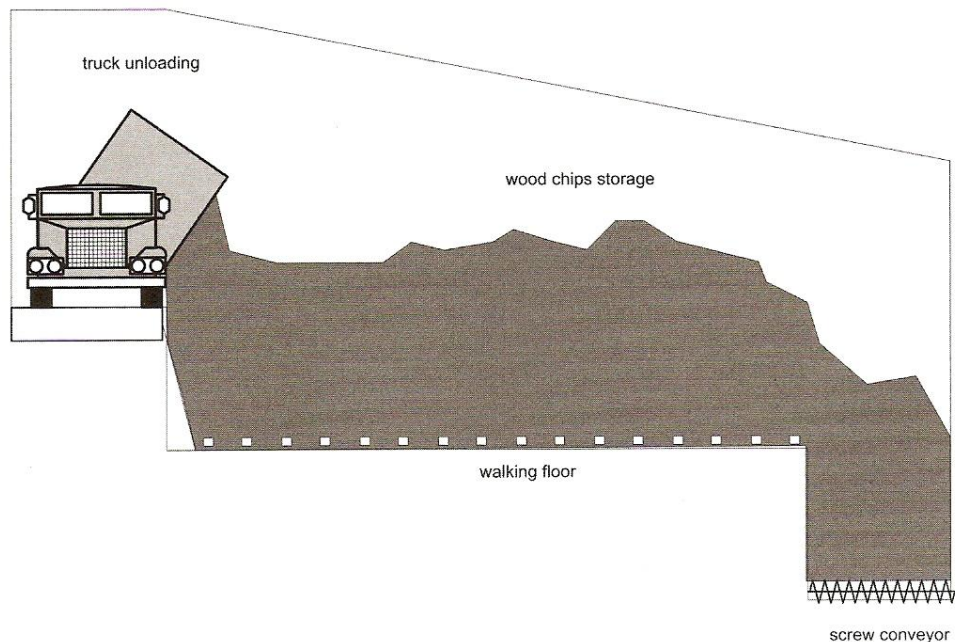 truck unloading
wood chips storage
walking floor
screw conveyor